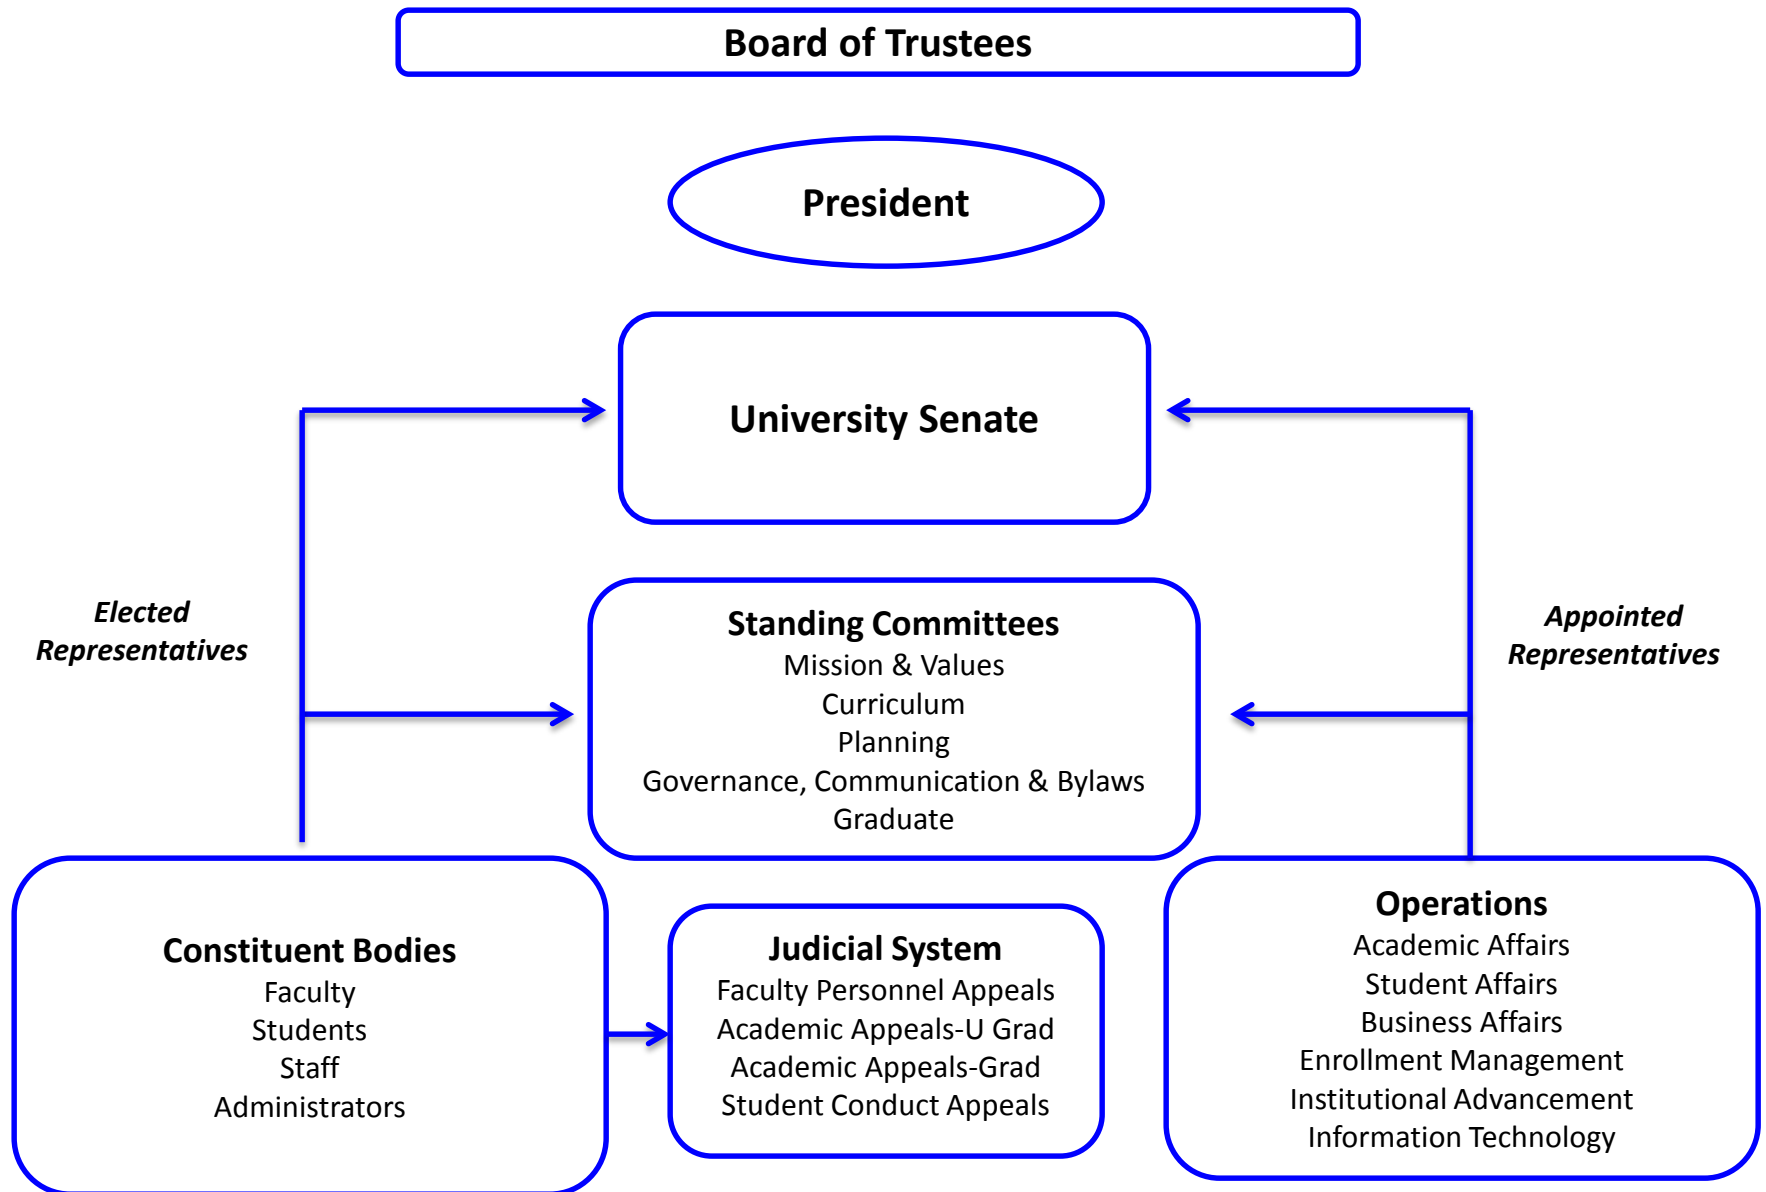 Board of Trustees
President
University Senate
Elected
Representatives
Appointed
Representatives
Standing Committees
Mission & Values
Curriculum
Planning
Governance, Communication & Bylaws
Graduate
Constituent Bodies
Faculty
Students
Staff
Administrators
Judicial System
Faculty Personnel Appeals
Academic Appeals-U Grad
Academic Appeals-Grad
Student Conduct Appeals
Operations
Academic Affairs
Student Affairs
Business Affairs
Enrollment Management
Institutional Advancement
Information Technology